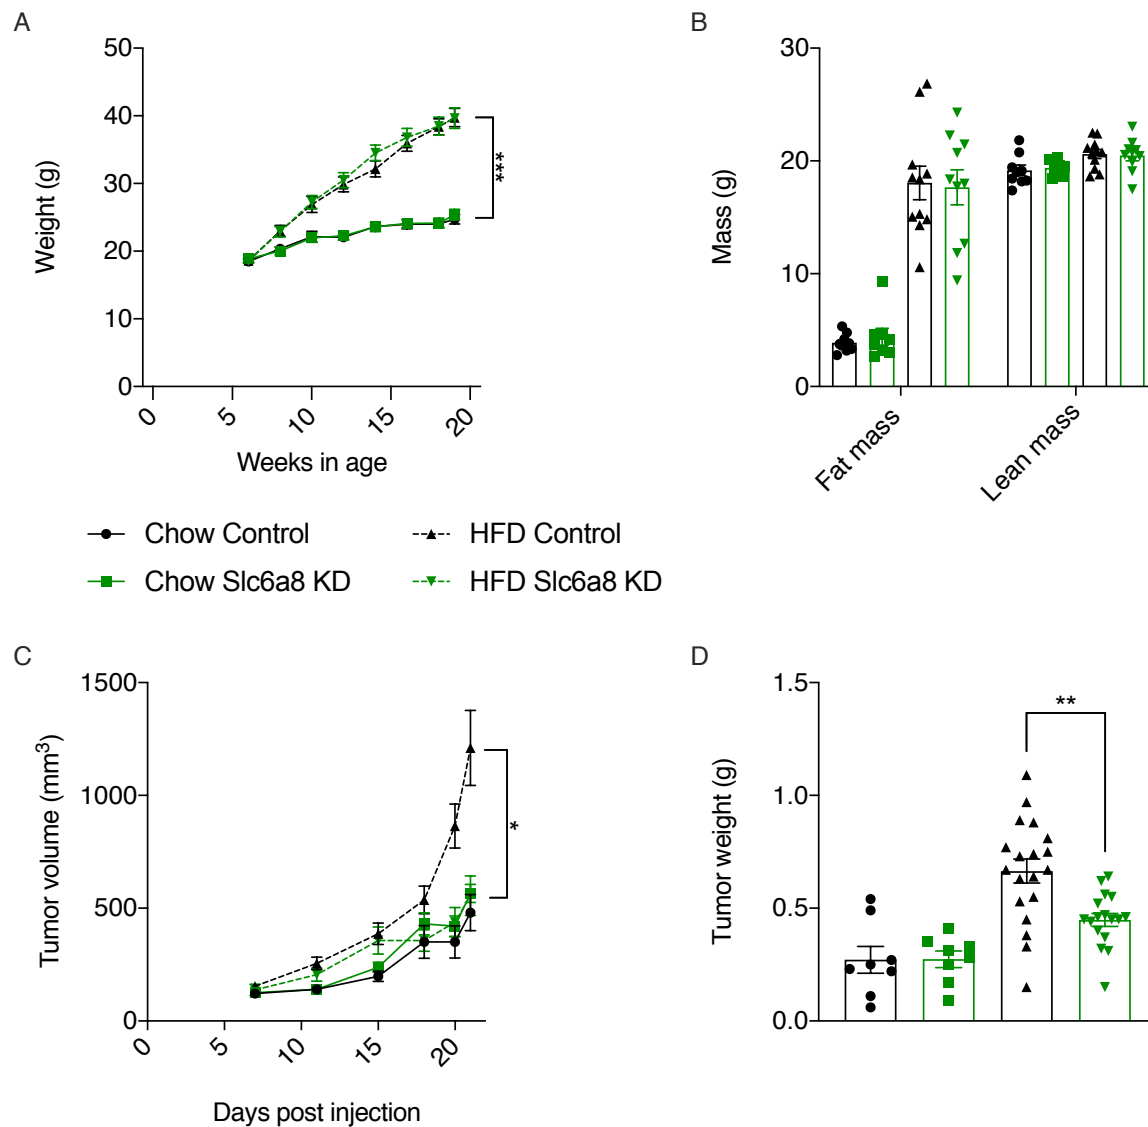 A
50
40
30
20
10
0
Weight (g)
0
5
10
15
20
Weeks in age
***
B
30
20
10
0
Mass (g)
Fat mass
Lean mass
Chow Control
HFD Control
Chow Slc6a8 KD
HFD Slc6a8 KD
C
1500
1000
500
0
Tumor volume (mm³)
0
5
10
15
20
Days post injection
*
D
1.5
1.0
0.5
0.0
Tumor weight (g)
**